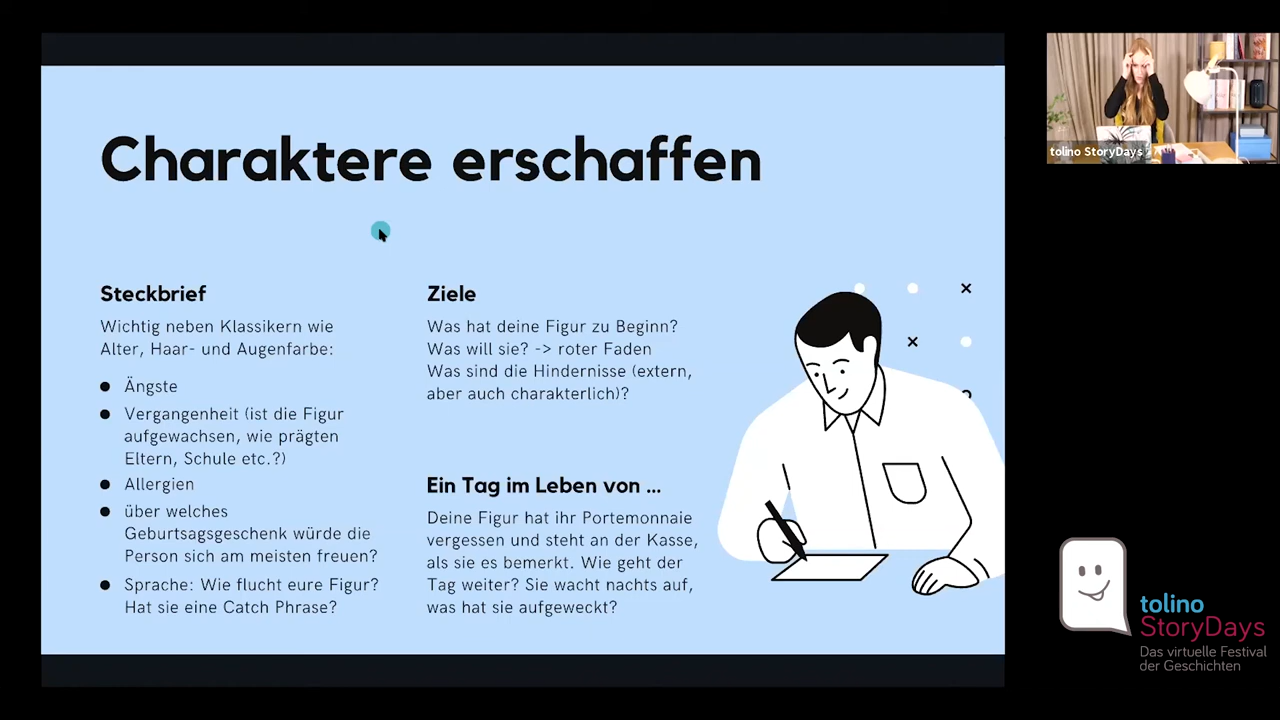 Charaktere erschaffen
Steckbrief
Wichtig neben Klassikern wie
Alter, Haar- und Augenfarbe:
Ängste
Vergangenheit (ist die Figur
aufgewachsen, wie prägten
Eltern, Schule etc.?)
Allergien
über welches
Geburtsagsgeschenk würde die
Person sich am meisten freuen?
Sprache: Wie flucht eure Figur?
Hat sie eine Catch Phrase?
Ziele
Was hat deine Figur zu Beginn?
Was will sie? -> roter Faden
Was sind die Hindernisse (extern,
aber auch charakterlich)?
Ein Tag im Leben von ...
Deine Figur hat ihr Portemonnaie
vergessen und steht an der Kasse,
als sie es bemerkt. Wie geht der
Tag weiter? Sie wacht nachts auf,
was hat sie aufgeweckt?
tolino StoryDays
tolino
StoryDays
Das virtuelle Festival
der Geschichten